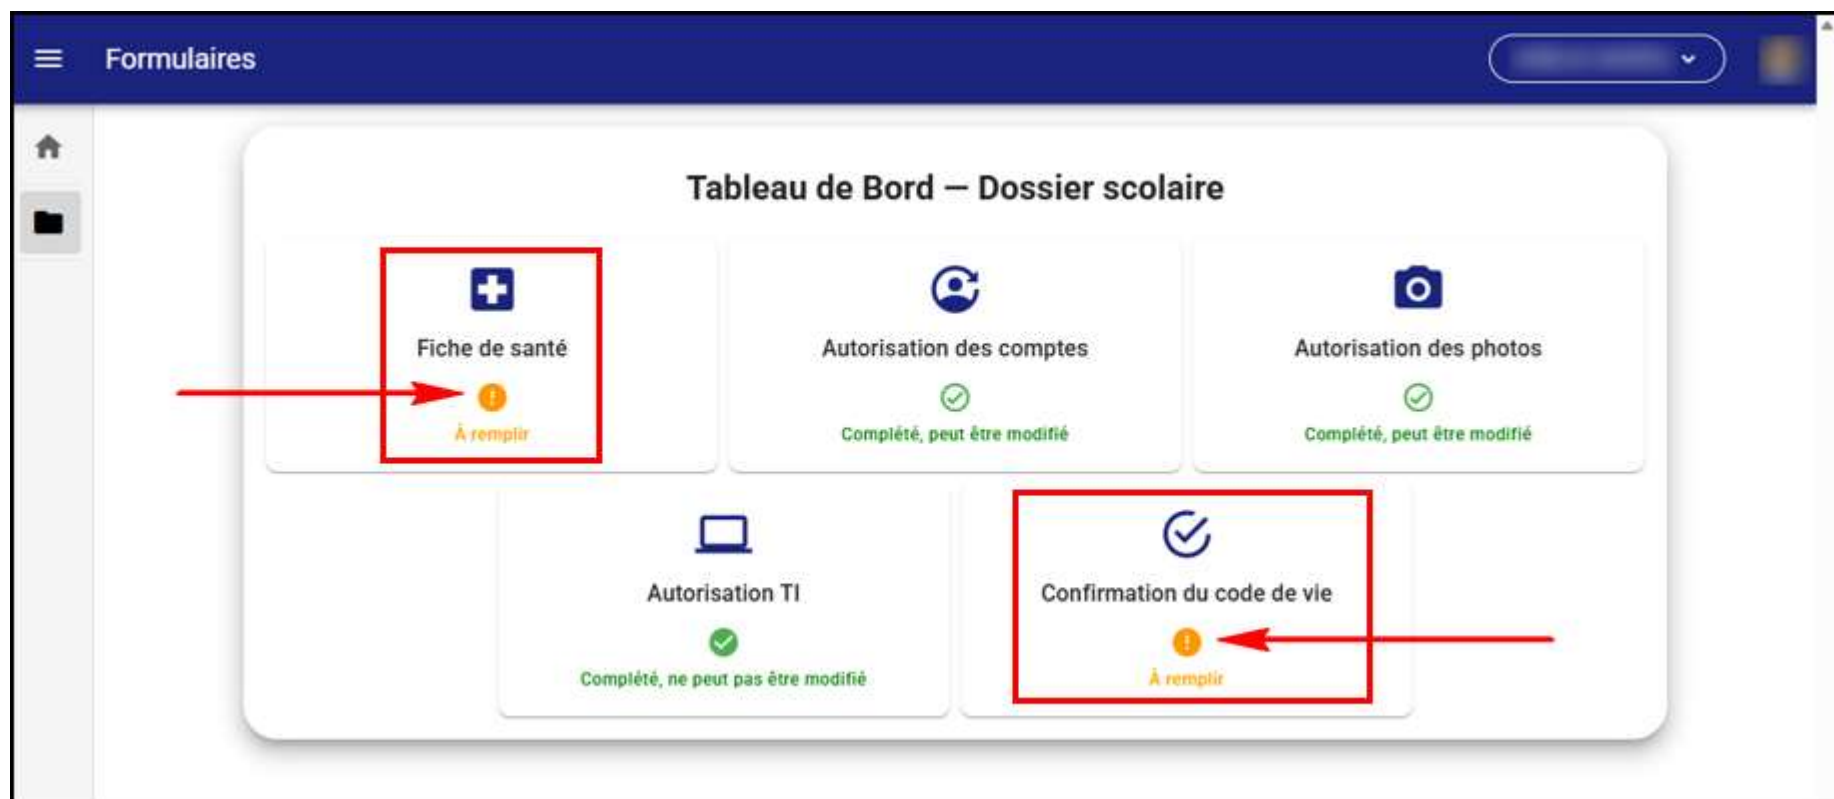 Formulaires
Tableau de Bord — Dossier scolaire
Fiche de santé
À remplir
Autorisation des comptes
Complété, peut être modifié
Autorisation des photos
Complété, peut être modifié
Autorisation TI
Complété, ne peut pas être modifié
Confirmation du code de vie
À remplir